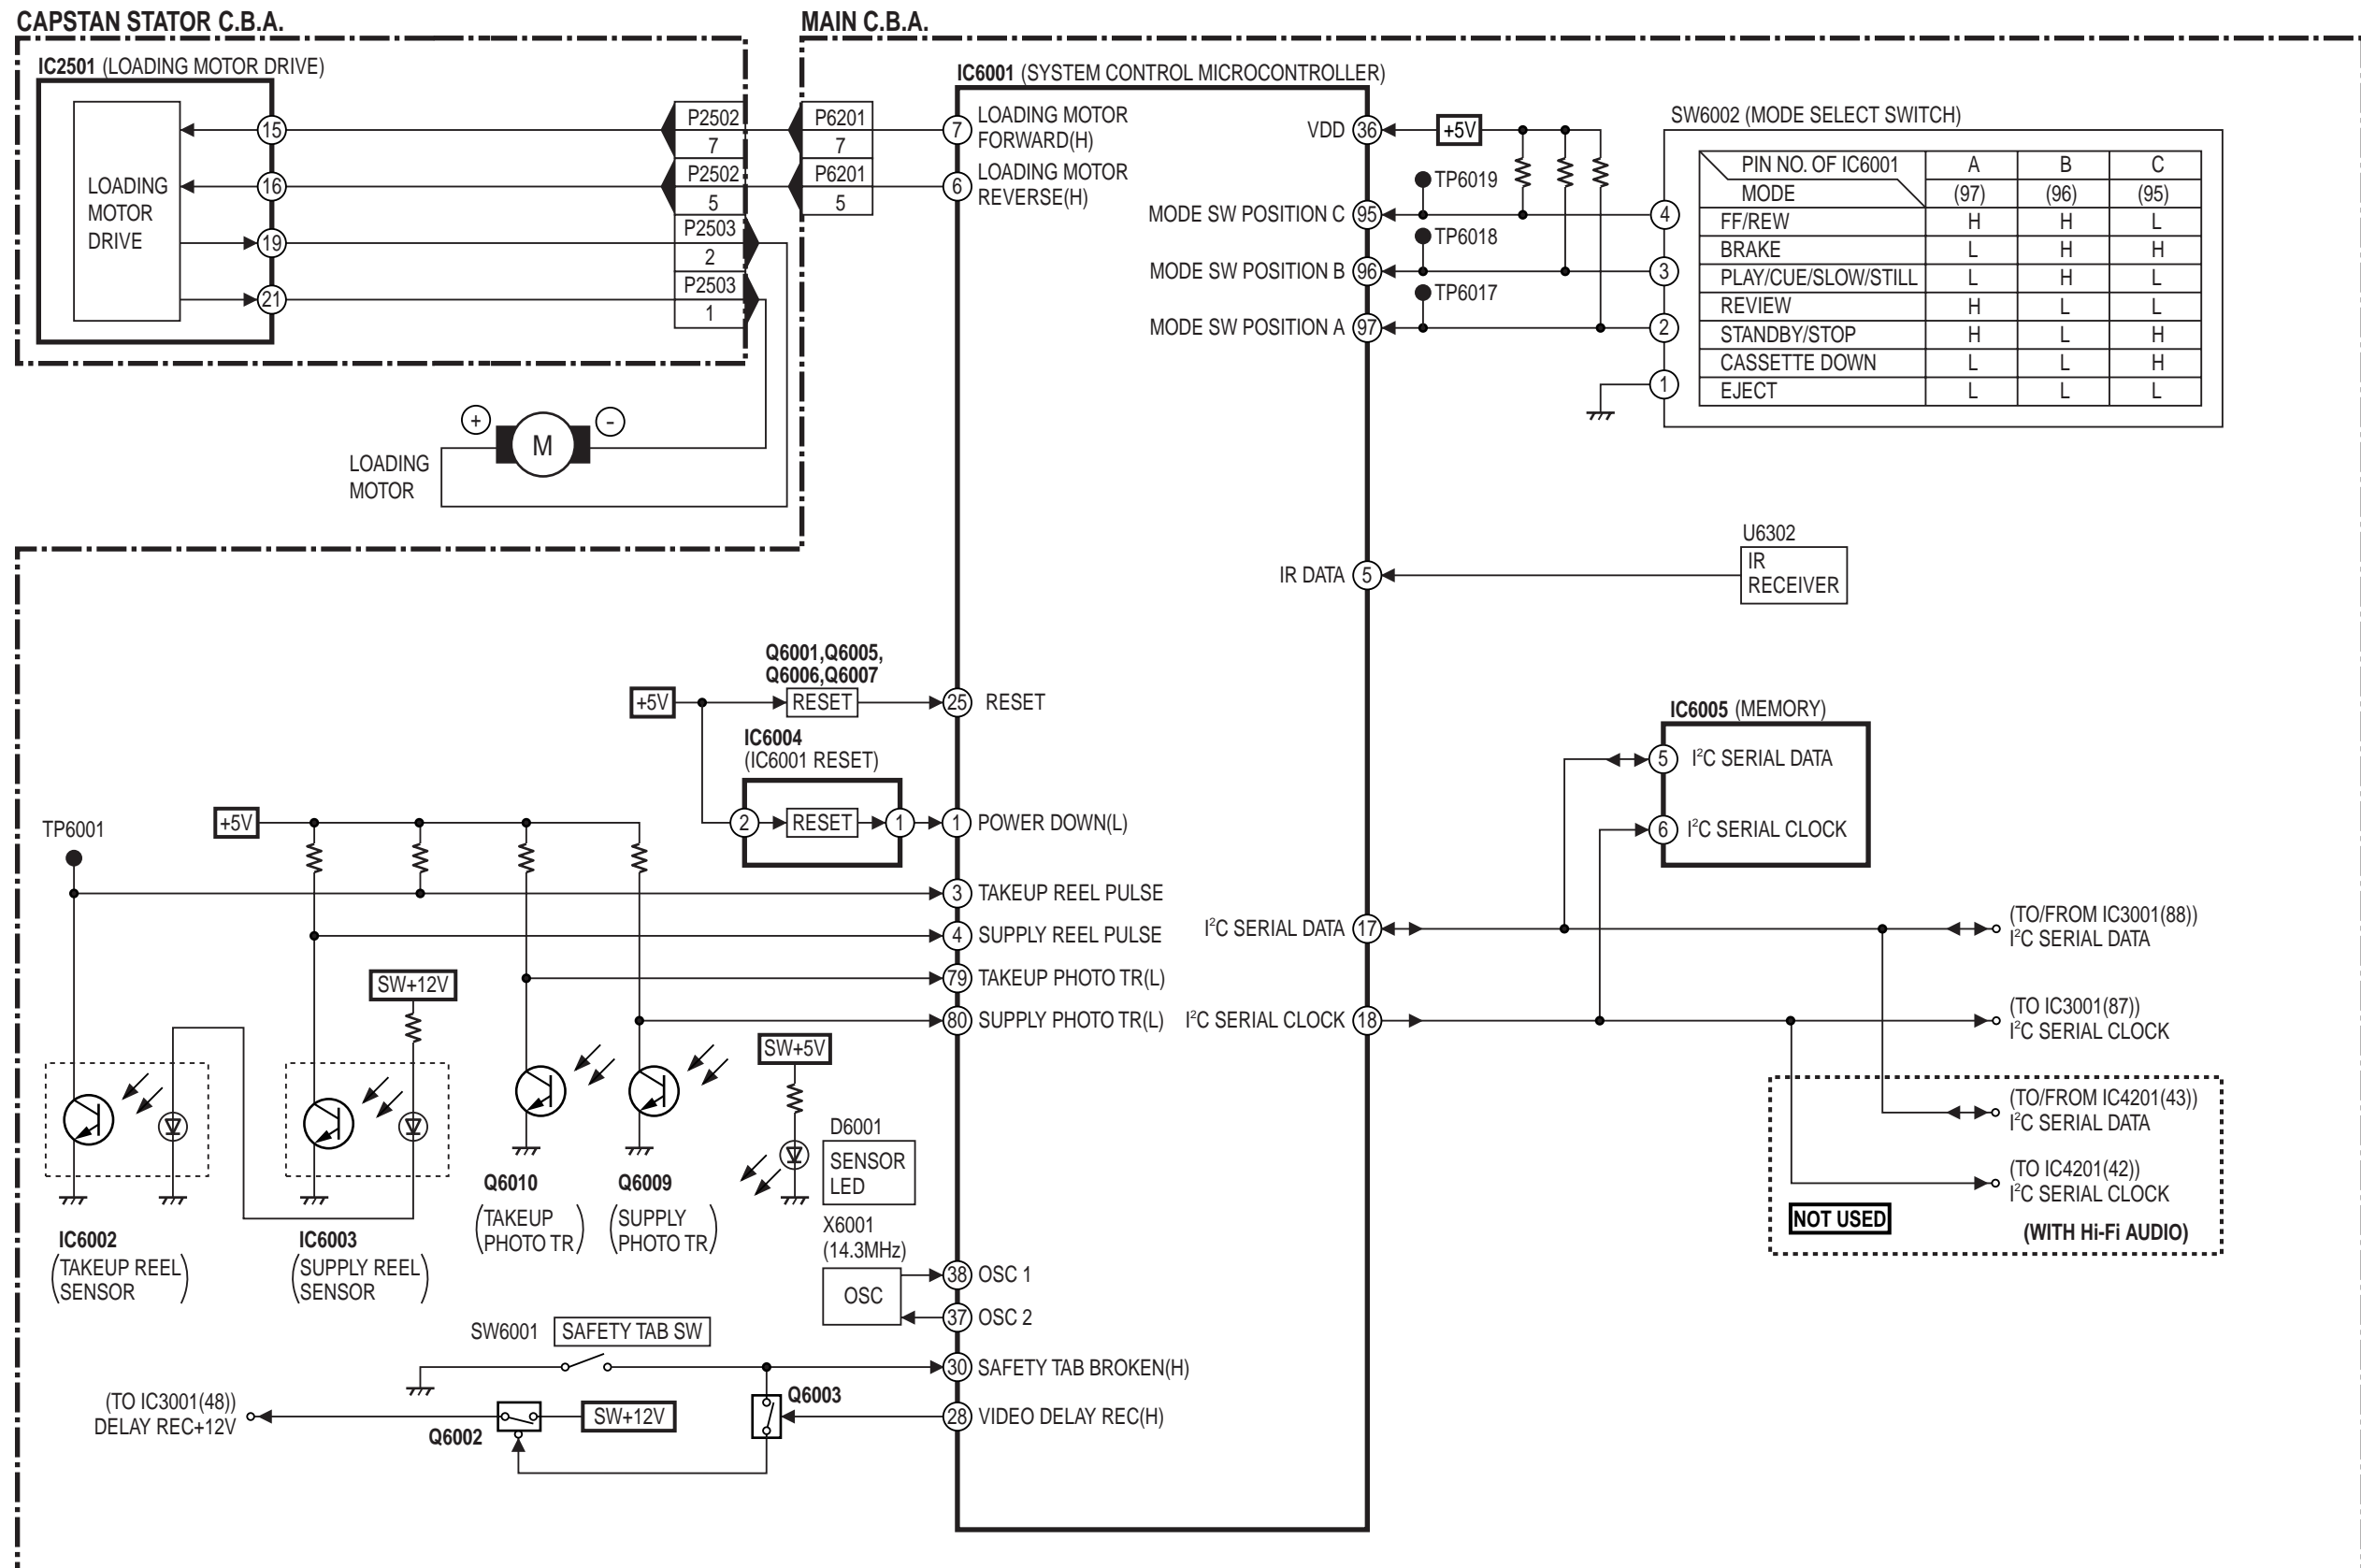 CAPSTAN STATOR C.B.A.
MAIN C.B.A.
IC2501 (LOADING MOTOR DRIVE)
LOADING
MOTOR
DRIVE
15
16
19
21
P2502
7
P2502
5
P2503
2
P2503
1
P6201
7
P6201
5
+
M
-
LOADING
MOTOR
IC6001 (SYSTEM CONTROL MICROCONTROLLER)
7 LOADING MOTOR
FORWARD(H)
6 LOADING MOTOR
REVERSE(H)
VDD 36
+5V
TP6019
MODE SW POSITION C 95
TP6018
MODE SW POSITION B 96
TP6017
MODE SW POSITION A 97
4
3
2
1
SW6002 (MODE SELECT SWITCH)
PIN NO. OF IC6001 A B C
MODE (97) (96) (95)
FF/REW H H L
BRAKE L H H
PLAY/CUE/SLOW/STILL L H L
REVIEW H L L
STANDBY/STOP H L H
CASSETTE DOWN L L H
EJECT L L L
IR DATA 5
U6302
IR
RECEIVER
Q6001,Q6005,
Q6006,Q6007
+5V
RESET
25 RESET
IC6004
(IC6001 RESET)
2 RESET 1
1 POWER DOWN(L)
TP6001
+5V
3 TAKEUP REEL PULSE
4 SUPPLY REEL PULSE
79 TAKEUP PHOTO TR(L)
80 SUPPLY PHOTO TR(L)
SW+12V
SW+5V
D6001
SENSOR
LED
IC6002
(TAKEUP REEL
SENSOR)
IC6003
(SUPPLY REEL
SENSOR)
Q6010
(TAKEUP
PHOTO TR)
Q6009
(SUPPLY
PHOTO TR)
X6001
(14.3MHz)
OSC
38 OSC 1
37 OSC 2
SW6001 SAFETY TAB SW
30 SAFETY TAB BROKEN(H)
28 VIDEO DELAY REC(H)
Q6003
(TO IC3001(48))
DELAY REC+12V
Q6002
SW+12V
IC6005 (MEMORY)
5 I²C SERIAL DATA
6 I²C SERIAL CLOCK
I²C SERIAL DATA 17
I²C SERIAL CLOCK 18
(TO/FROM IC3001(88))
I²C SERIAL DATA
(TO IC3001(87))
I²C SERIAL CLOCK
(TO/FROM IC4201(43))
I²C SERIAL DATA
(TO IC4201(42))
I²C SERIAL CLOCK
NOT USED
(WITH Hi-Fi AUDIO)